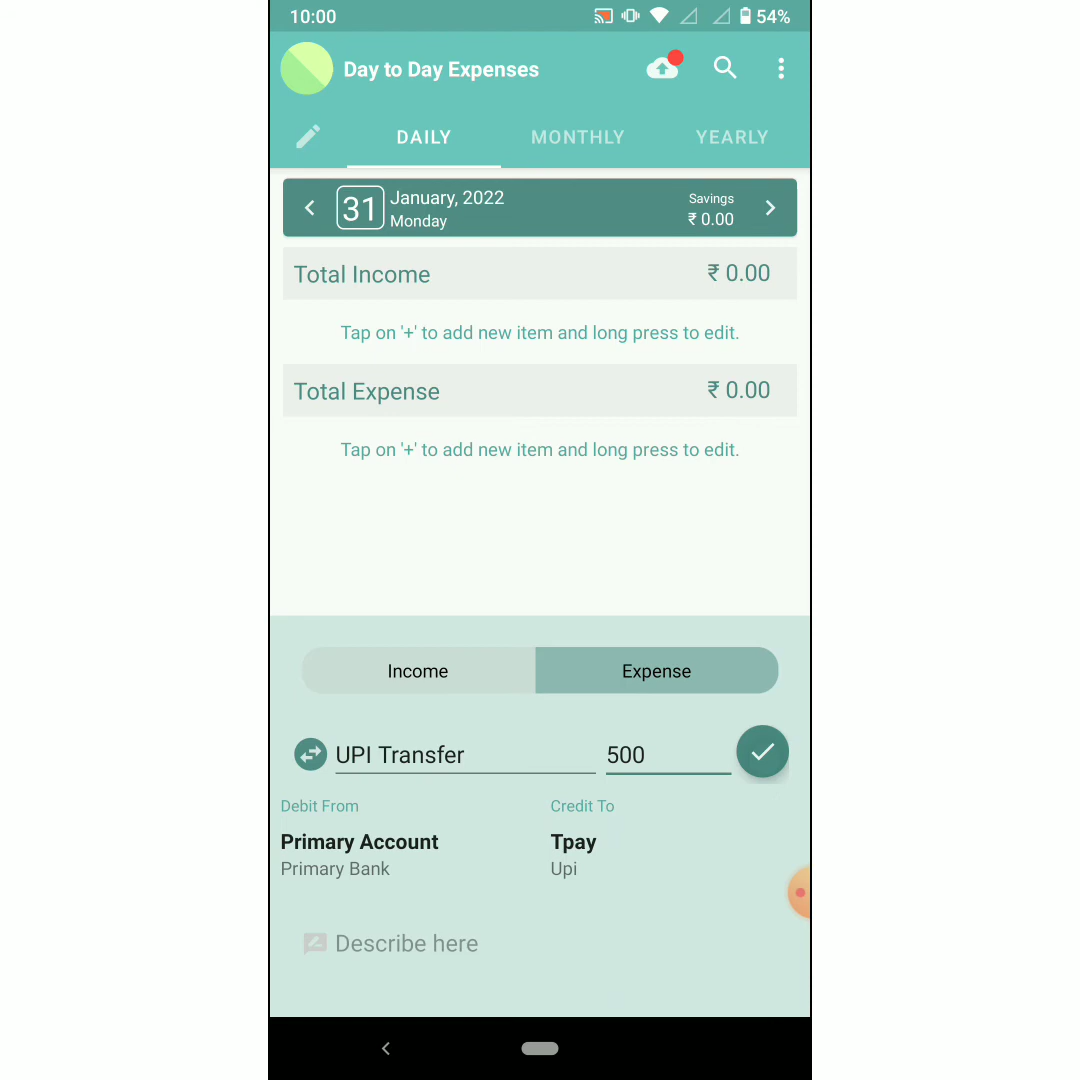 10:00 54%
Day to Day Expenses
DAILY MONTHLY YEARLY
31 January, 2022 Savings
Monday ₹ 0.00
Total Income ₹ 0.00
Tap on '+' to add new item and long press to edit.
Total Expense ₹ 0.00
Tap on '+' to add new item and long press to edit.
Income Expense
UPI Transfer 500
Debit From Credit To
Primary Account Tpay
Primary Bank Upi
Describe here